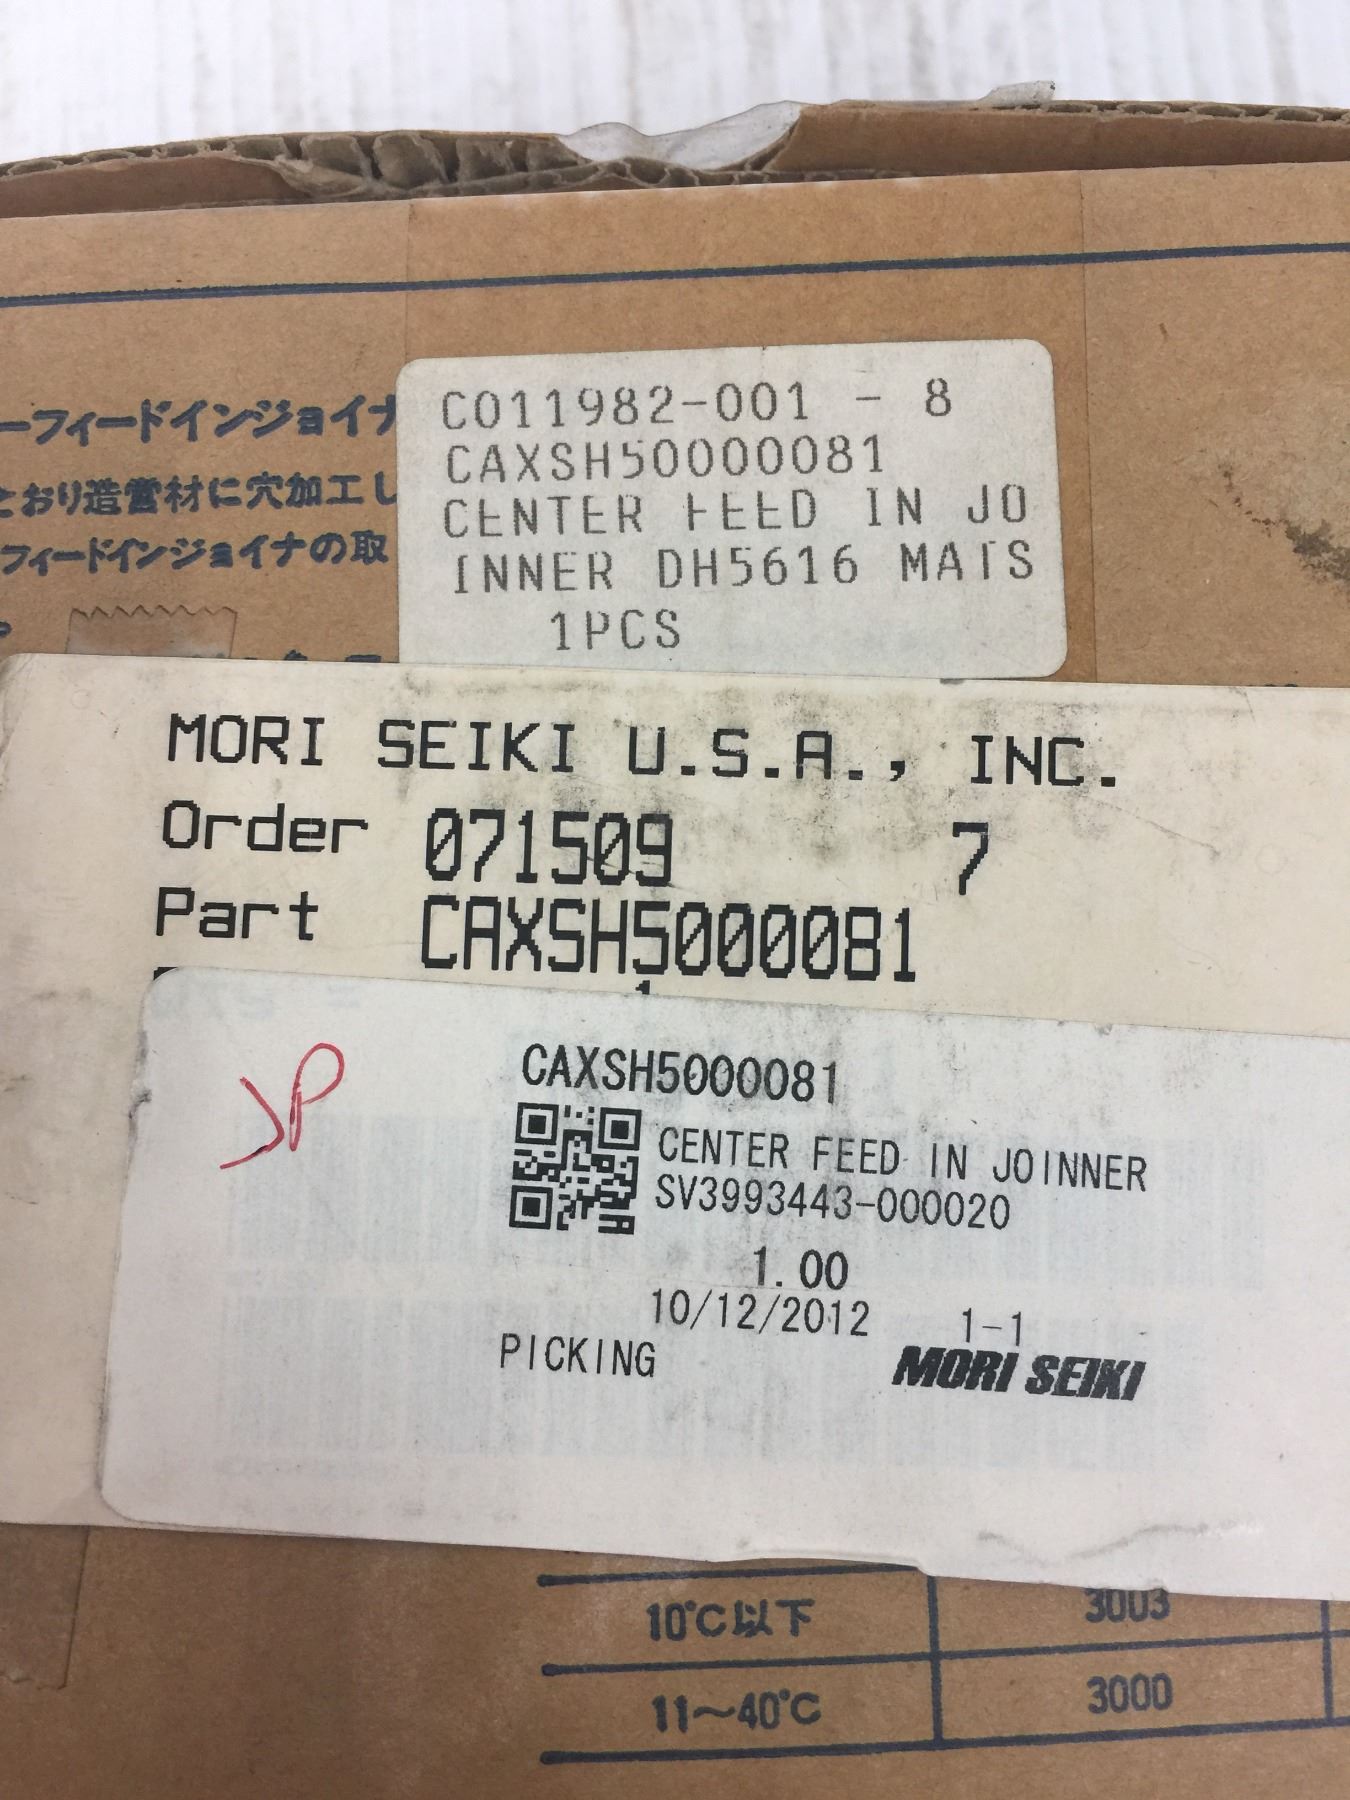 ーフィードインジョイナ
とおり造営材に穴加工し
フィードインジョイナの取
C011982-001 - 8
CAXSH50000081
CENTER FEED IN JO
INNER DH5616 MATS
1PCS
MORI SEIKI U.S.A., INC.
Order 071509 7
Part CAXSH5000081
JP
CAXSH5000081
CENTER FEED IN JOINNER
SV3993443-000020
1.00
10/12/2012 1-1
PICKING MORI SEIKI
10℃以下 3003
11～40℃ 3000